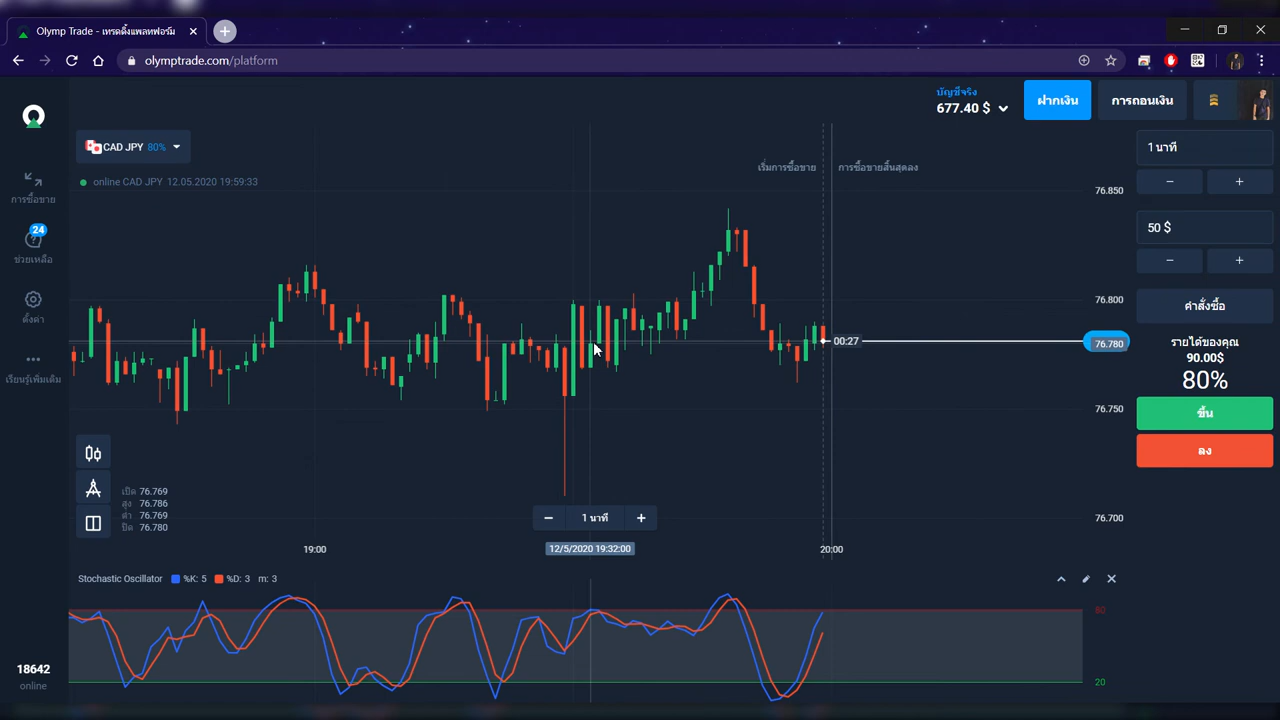 Olymp Trade - เทรดดิ้งแพลทฟอร์ม
olymptrade.com/platform
บัญชีจริง
677.40 $
ฝากเงิน
การถอนเงิน
CAD JPY 80%
online CAD JPY 12.05.2020 19:59:33
เริ่มการซื้อขาย
การซื้อขายสิ้นสุดลง
การซื้อขาย
24
ช่วยเหลือ
ตั้งค่า
เรียนรู้เพิ่มเติม
18642
online
76.850
76.800
00:27
76.780
76.750
76.700
เปิด 76.769
สูง 76.786
ต่ำ 76.769
ปิด 76.780
1 นาที
19:00
12/5/2020 19:32:00
20:00
Stochastic Oscillator %K: 5 %D: 3 m: 3
80
20
1 นาที
50 $
คำสั่งซื้อ
รายได้ของคุณ
90.00$
80%
ขึ้น
ลง